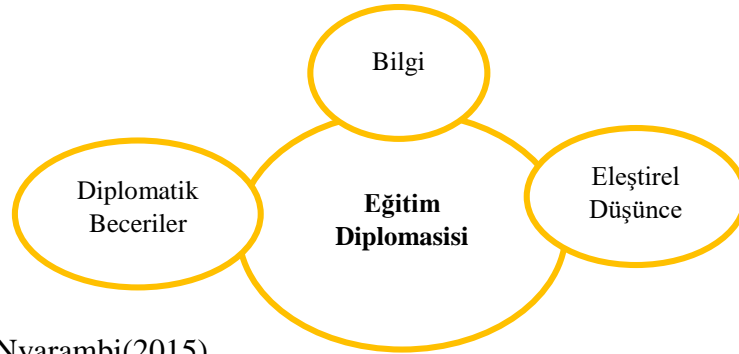 Bilgi
Diplomatik
Beceriler
Eğitim
Diplomasisi
Eleştirel
Düşünce
Nyarambi(2015)